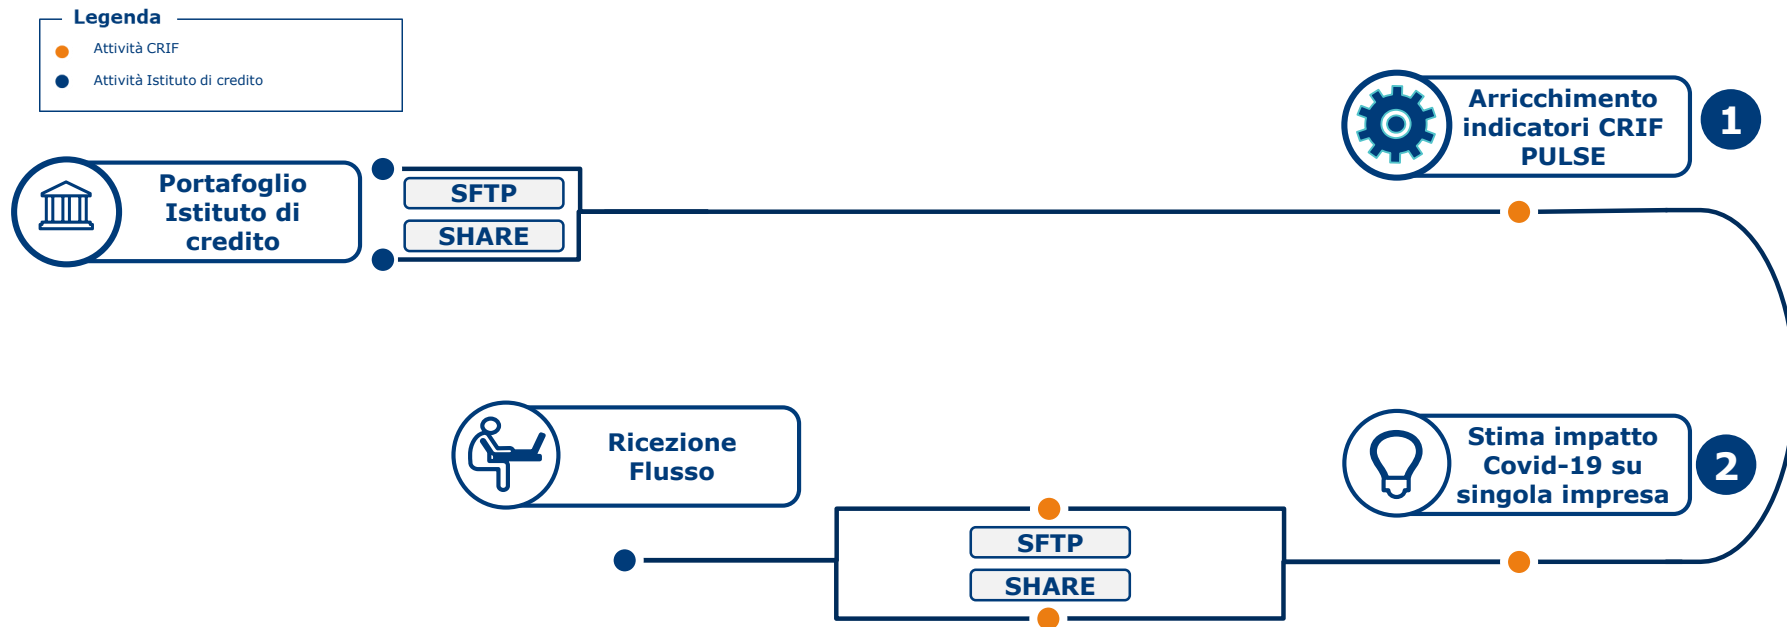 Legenda
Attività CRIF
Attività Istituto di credito
Arricchimento
indicatori CRIF
PULSE
1
Portafoglio
Istituto di
credito
SFTP
SHARE
Ricezione
Flusso
Stima impatto
Covid-19 su
singola impresa
2
SFTP
SHARE